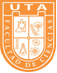 UTA
FACULTAD DE CIENCIAS